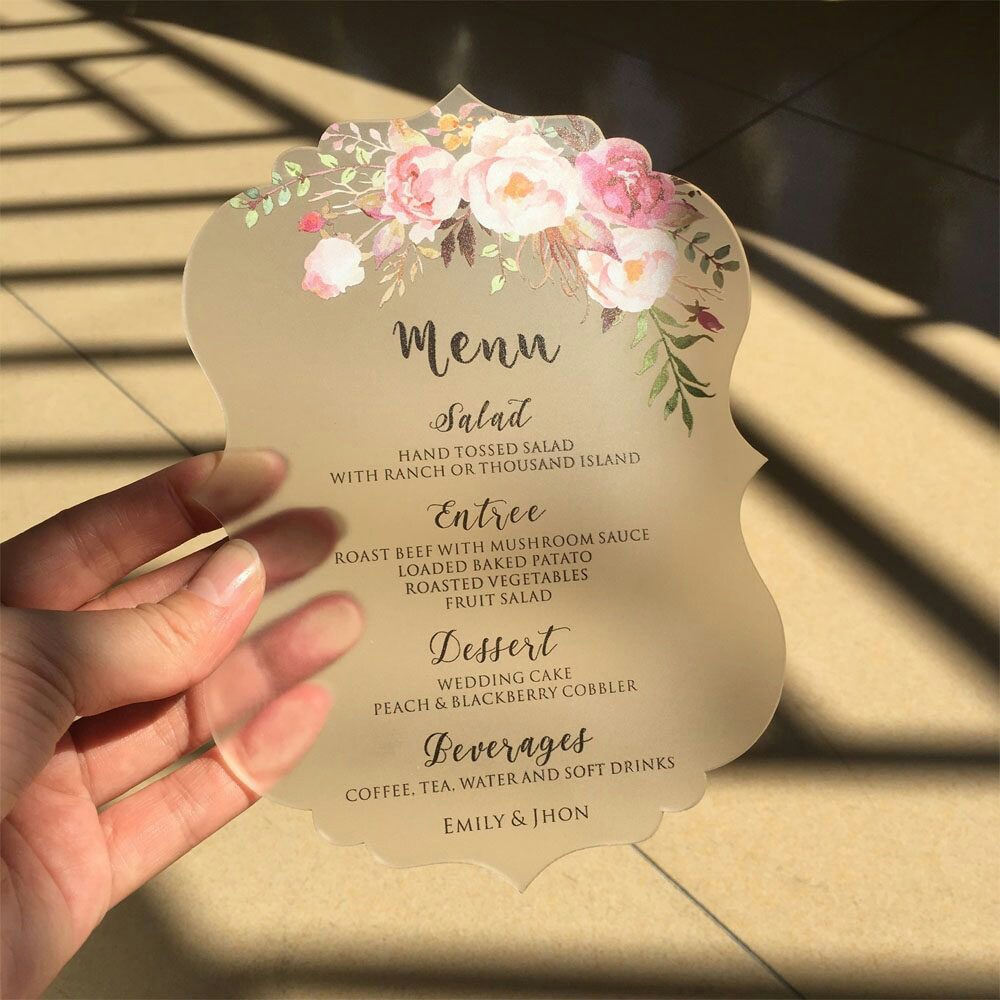 Menu
Salad
HAND TOSSED SALAD
WITH RANCH OR THOUSAND ISLAND
Entree
ROAST BEEF WITH MUSHROOM SAUCE
LOADED BAKED PATATO
ROASTED VEGETABLES
FRUIT SALAD
Dessert
WEDDING CAKE
PEACH & BLACKBERRY COBBLER
Beverages
COFFEE, TEA, WATER AND SOFT DRINKS
EMILY & JHON